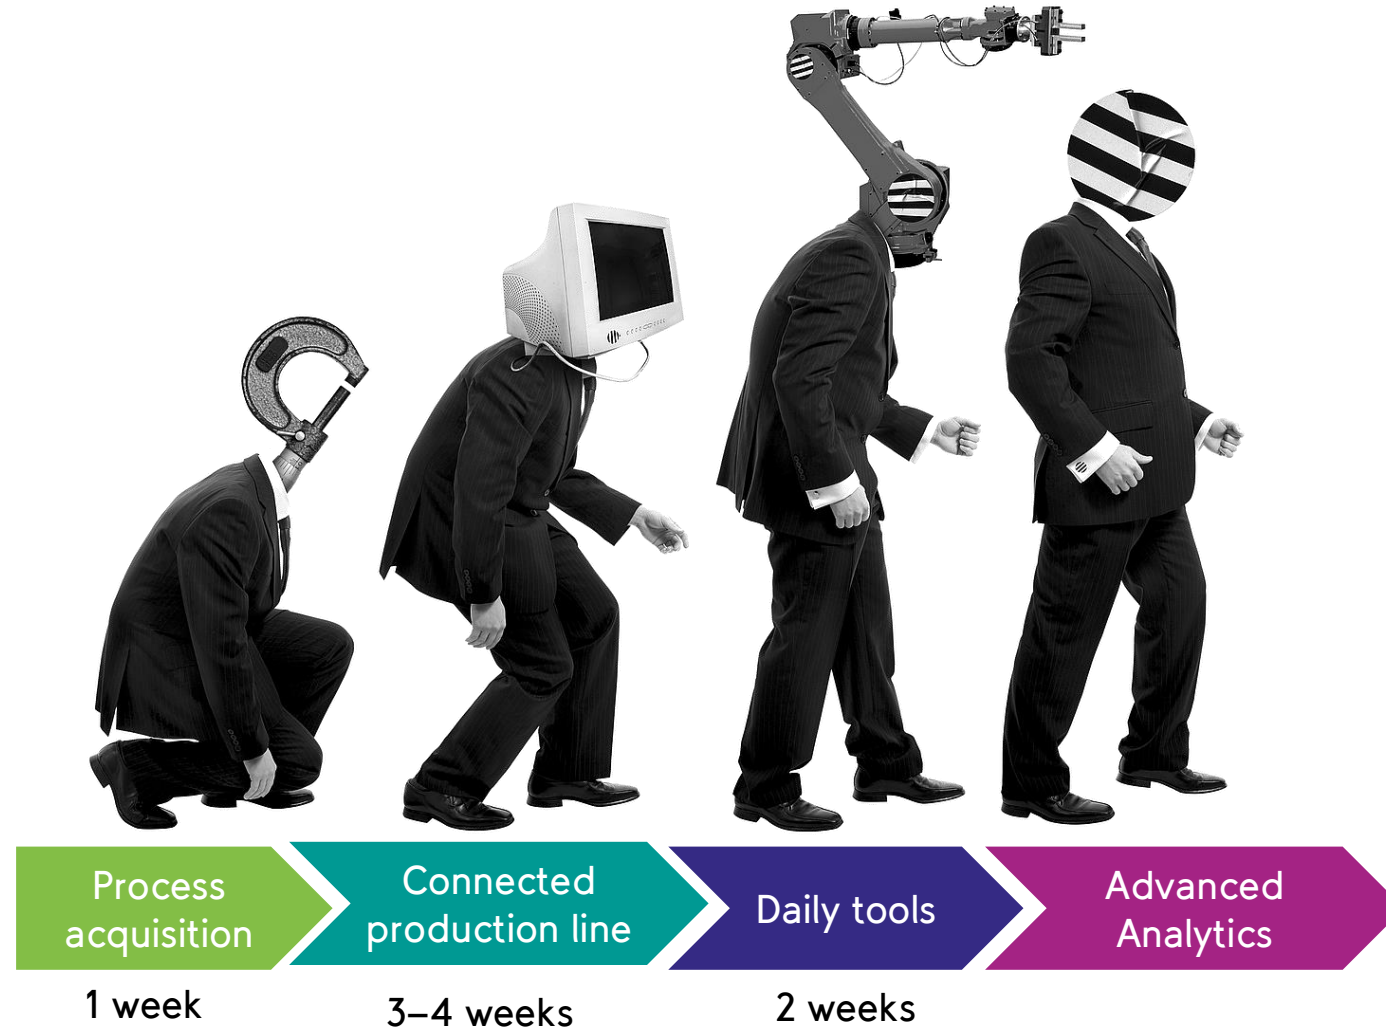 Process
acquisition
Connected
production line
Daily tools
Advanced
Analytics
1 week
3–4 weeks
2 weeks